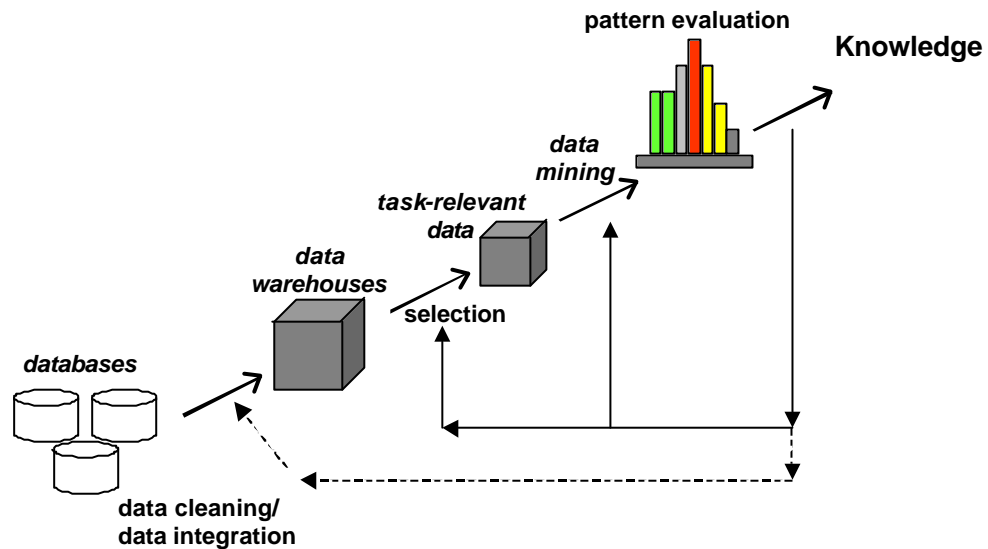 pattern evaluation
Knowledge
data
mining
task-relevant
data
data
warehouses
selection
databases
data cleaning/
data integration